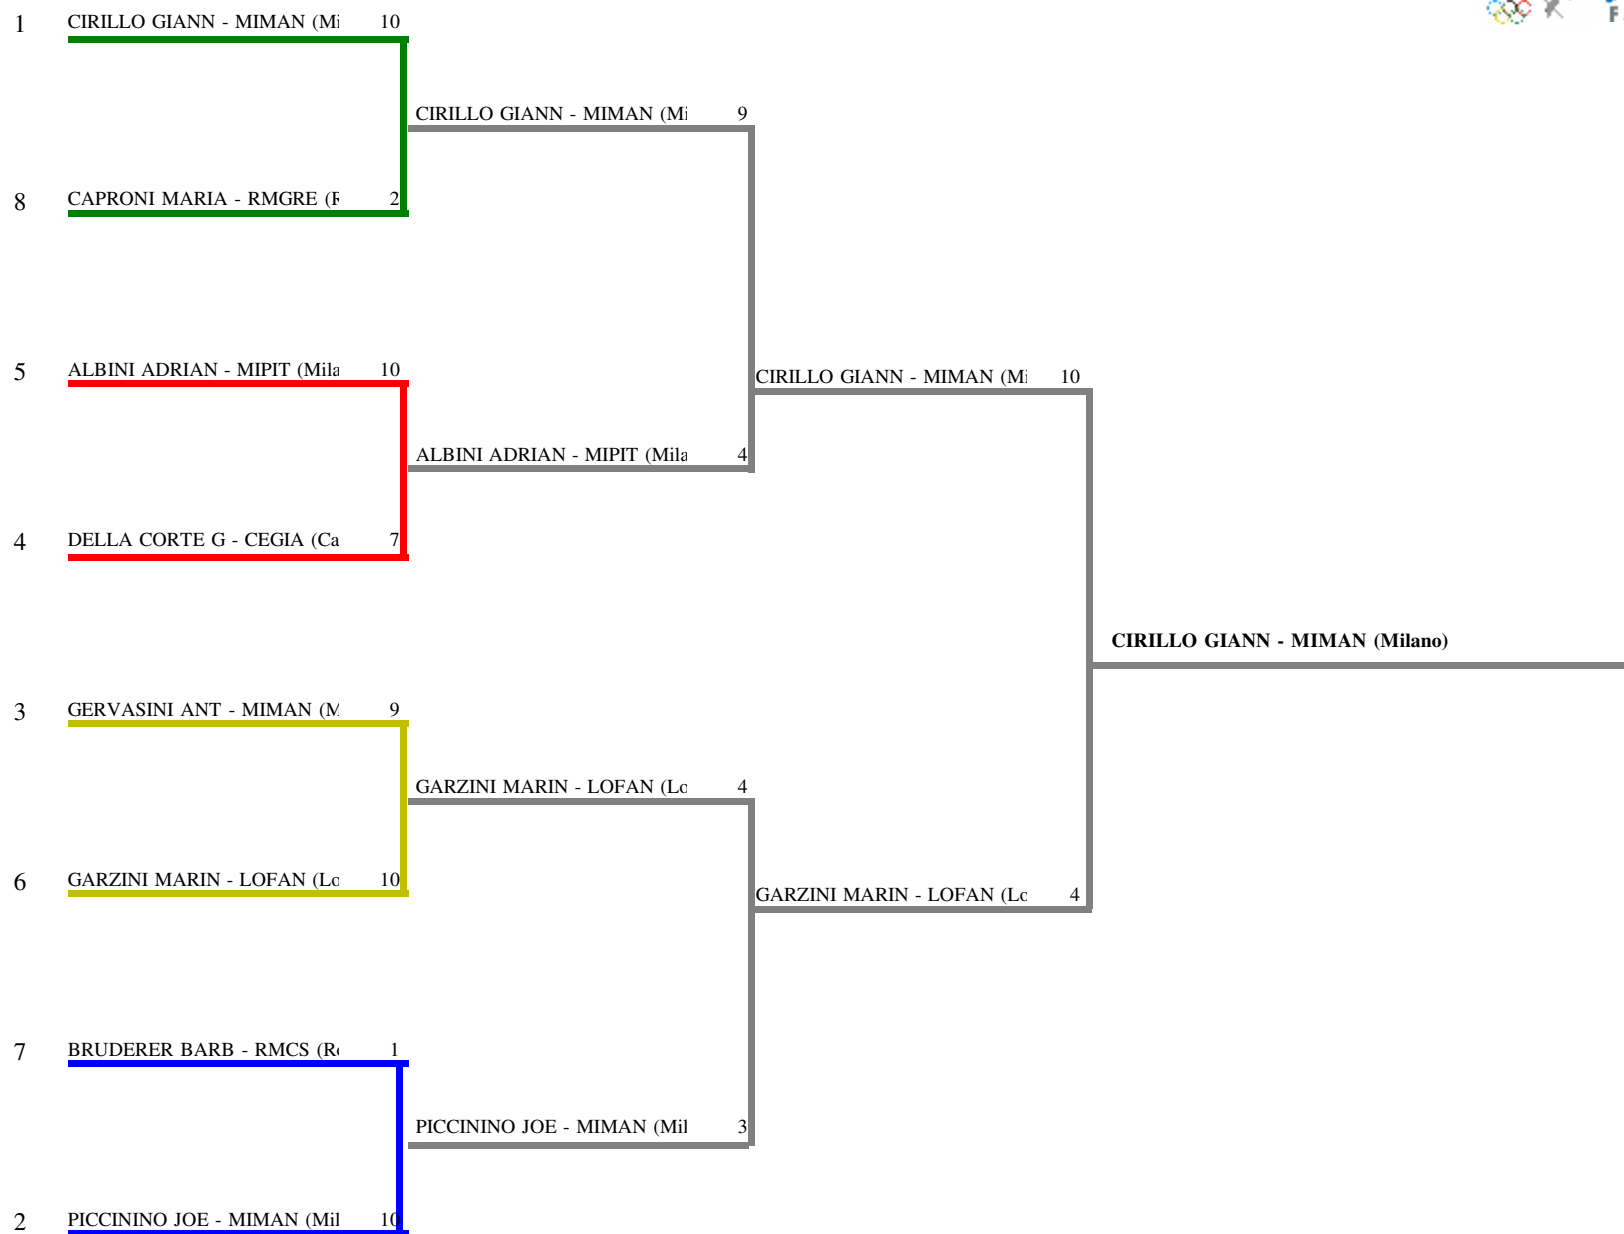 1 CIRILLO GIANN - MIMAN (Mi 10
CIRILLO GIANN - MIMAN (Mi 9
8 CAPRONI MARIA - RMGRE (R 2
5 ALBINI ADRIAN - MIPIT (Mila 10
CIRILLO GIANN - MIMAN (Mi 10
ALBINI ADRIAN - MIPIT (Mila 4
4 DELLA CORTE G - CEGIA (Ca 7
CIRILLO GIANN - MIMAN (Milano)
3 GERVASINI ANT - MIMAN (M 9
GARZINI MARIN - LOFAN (Lo 4
6 GARZINI MARIN - LOFAN (Lo 10
GARZINI MARIN - LOFAN (Lo 4
7 BRUDERER BARB - RMCS (Ro 1
PICCININO JOE - MIMAN (Mil 3
2 PICCININO JOE - MIMAN (Mil 10